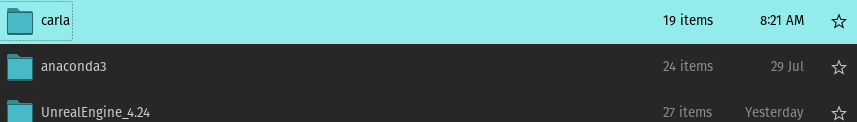 carla 19 items 8:21 AM
anaconda3 24 items 29 Jul
UnrealEngine_4.24 27 items Yesterday